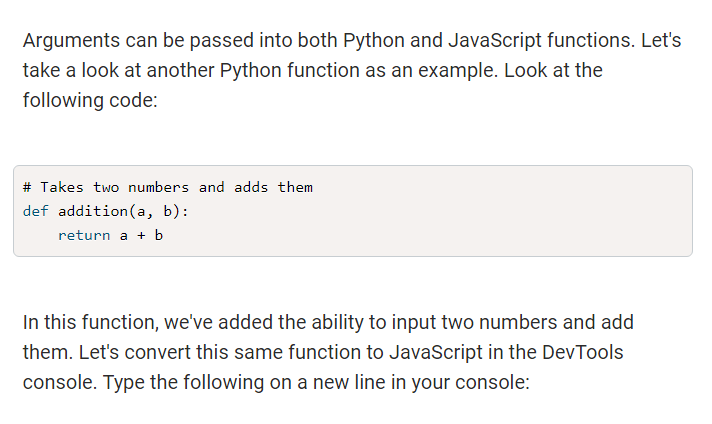 Arguments can be passed into both Python and JavaScript functions. Let's
take a look at another Python function as an example. Look at the
following code:
# Takes two numbers and adds them
def addition(a, b):
    return a + b
In this function, we've added the ability to input two numbers and add
them. Let's convert this same function to JavaScript in the DevTools
console. Type the following on a new line in your console: